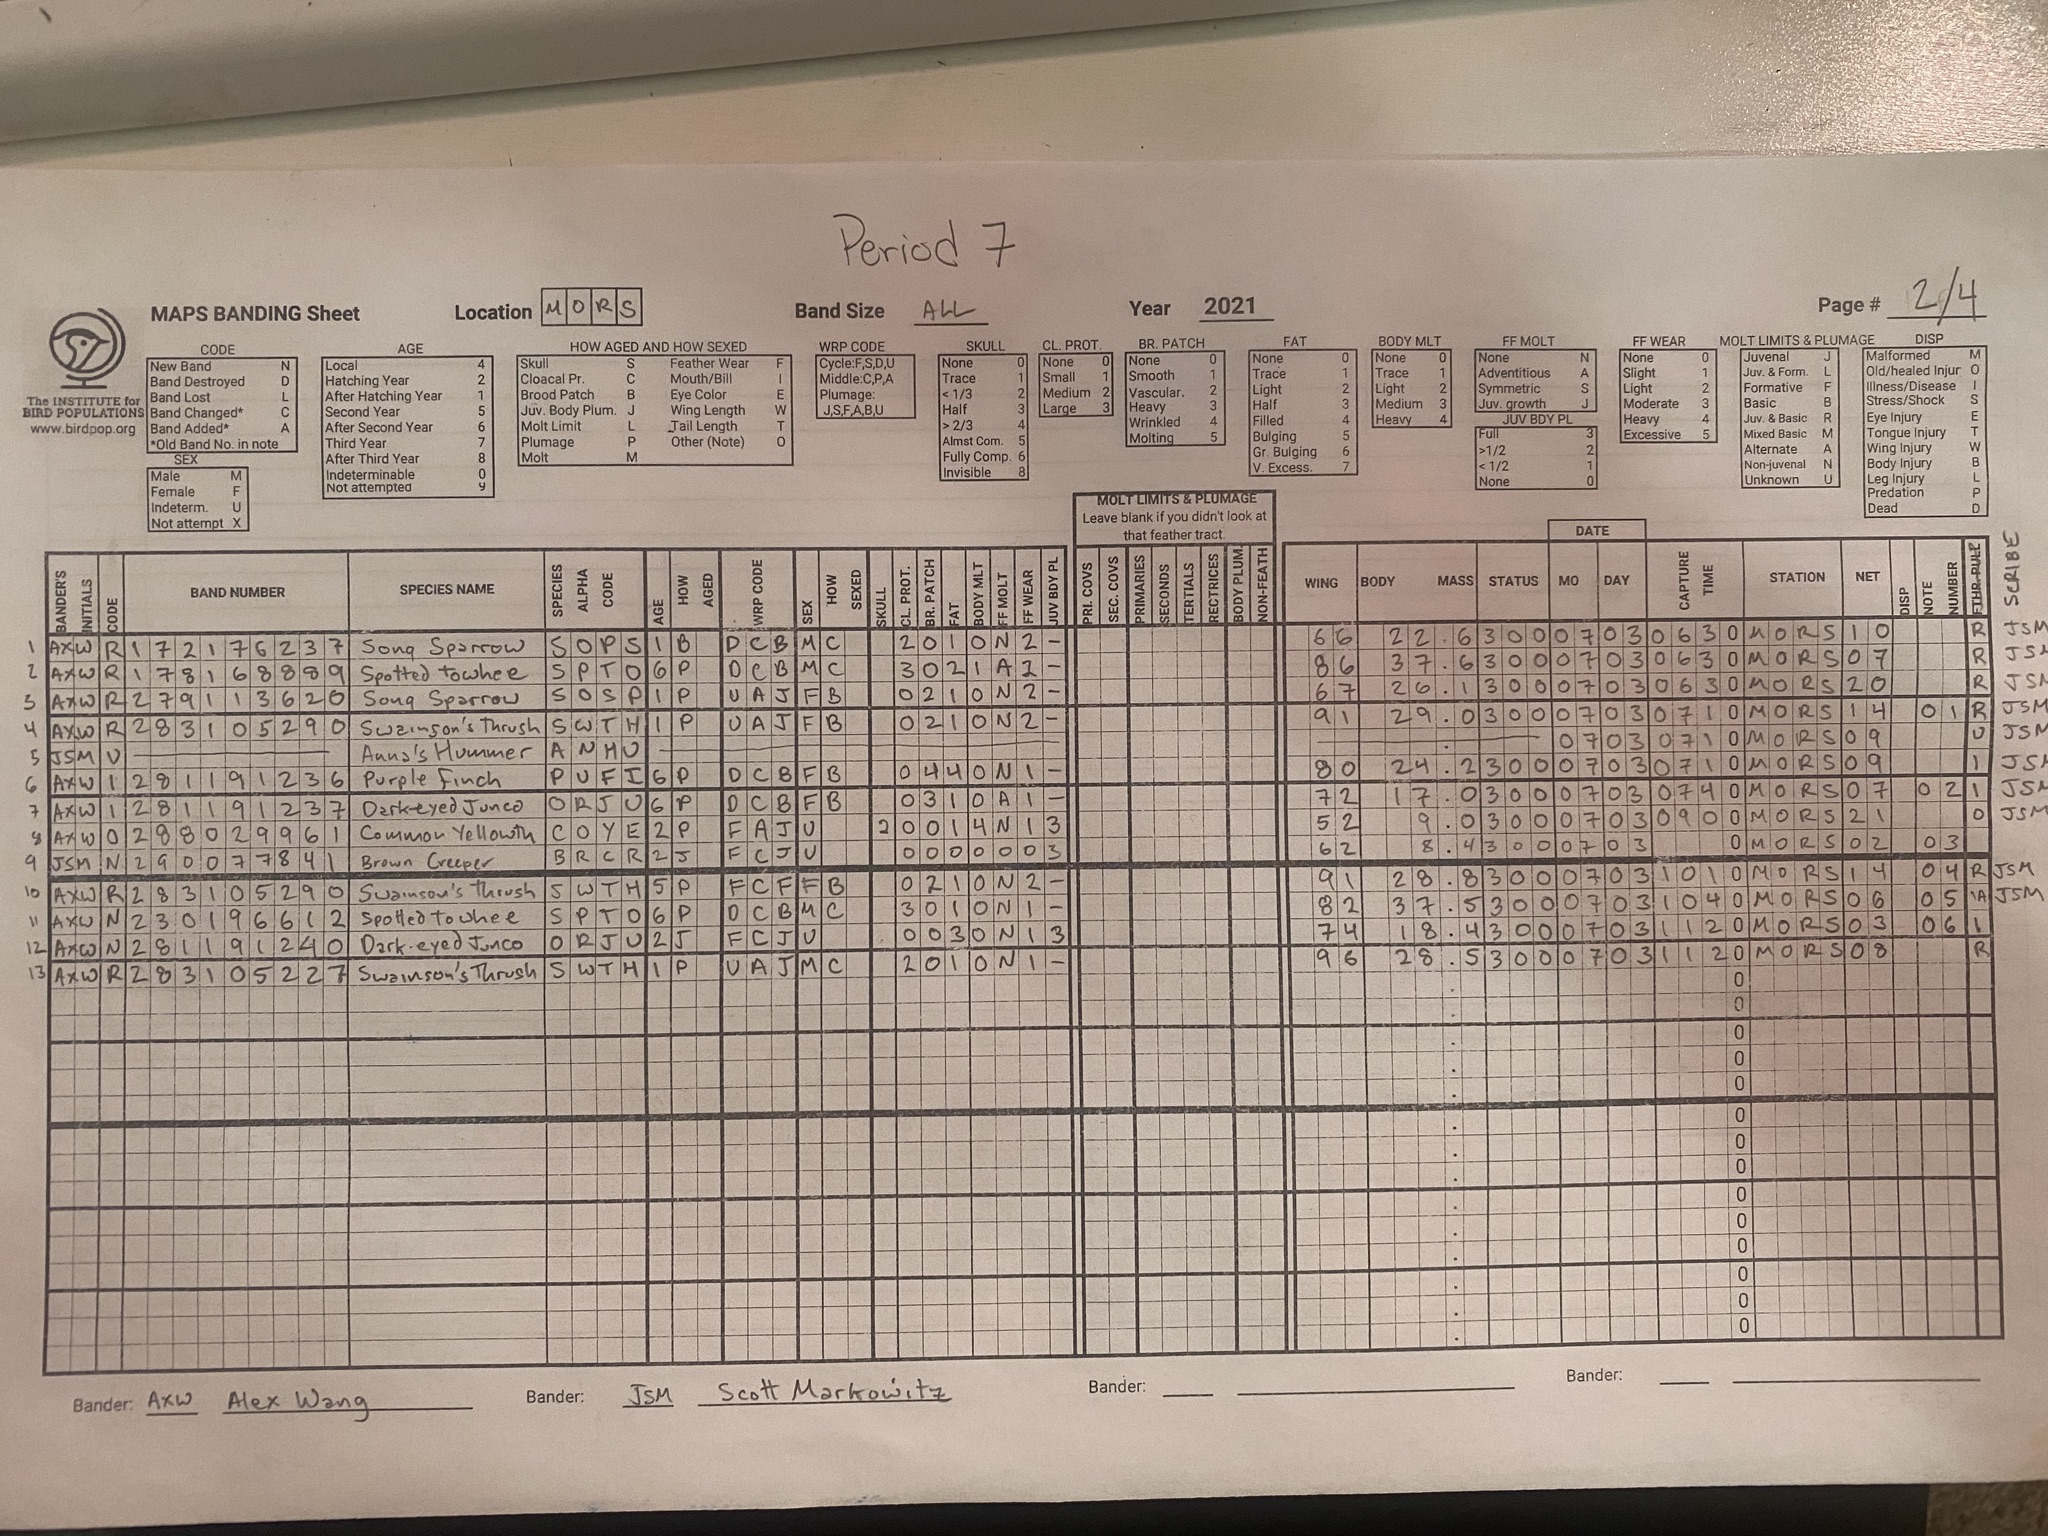 Period 7
MAPS BANDING Sheet Location MORS Band Size ALL Year 2021 Page # 2/4
The INSTITUTE for BIRD POPULATIONS
www.birdpop.org
CODE
New Band N
Band Destroyed D
Band Lost L
Band Changed* C
Band Added* A
*Old Band No. in note
SEX
Male M
Female F
Indeterm. U
Not attempt X
AGE
Local 4
Hatching Year 2
After Hatching Year 1
Second Year 5
After Second Year 6
Third Year 7
After Third Year 8
Indeterminable 0
Not attempted 9
HOW AGED AND HOW SEXED
Skull S Feather Wear F
Cloacal Pr. C Mouth/Bill I
Brood Patch B Eye Color E
Juv. Body Plum. J Wing Length W
Molt Limit L Tail Length T
Plumage P Other (Note) O
Molt M
WRP CODE
Cycle:F,S,D,U
Middle:C,P,A
Plumage:
J,S,F,A,B,U
SKULL
None 0
Trace 1
< 1/3 2
Half 3
> 2/3 4
Almst Com. 5
Fully Comp. 6
Invisible 8
CL. PROT.
None 0
Small 1
Medium 2
Large 3
BR. PATCH
None 0
Smooth 1
Vascular. 2
Heavy 3
Wrinkled 4
Molting 5
FAT
None 0
Trace 1
Light 2
Half 3
Filled 4
Bulging 5
Gr. Bulging 6
V. Excess. 7
BODY MLT
None 0
Trace 1
Light 2
Medium 3
Heavy 4
FF MOLT
None N
Adventitious A
Symmetric S
Juv. growth J
JUV BDY PL
Full 3
>1/2 2
< 1/2 1
None 0
FF WEAR
None 0
Slight 1
Light 2
Moderate 3
Heavy 4
Excessive 5
MOLT LIMITS & PLUMAGE
Juvenal J
Juv. & Form. L
Formative F
Basic B
Juv. & Basic R
Mixed Basic M
Alternate A
Non-juvenal N
Unknown U
DISP
Malformed M
Old/healed Injur O
Illness/Disease I
Stress/Shock S
Eye Injury E
Tongue Injury T
Wing Injury W
Body Injury B
Leg Injury L
Predation P
Dead D
MOLT LIMITS & PLUMAGE
Leave blank if you didn't look at
that feather tract
DATE
BANDER'S INITIALS CODE BAND NUMBER SPECIES NAME SPECIES ALPHA CODE AGE HOW AGED WRP CODE SEX HOW SEXED SKULL CL. PROT. BR. PATCH FAT BODY MLT FF MOLT FF WEAR JUV BDY PL PRI. COVS SEC. COVS PRIMARIES SECONDS TERTIALS RECTRICES BODY PLUM. NON-FEATH WING BODY MASS STATUS MO DAY CAPTURE TIME STATION NET DISP NOTE NUMBER FTHR PULL SCRIBE
1 AXW R 172176237 Song Sparrow SOPS 1 B DCB M C 2 0 1 0 N 2 - 66 22.6 300 07 03 063 0 MORS 10 R JSM
2 AXW R 178168889 Spotted towhee SPTO 6 P DCB M C 3 0 2 1 A 2 - 86 37.6 300 07 03 063 0 MORS 07 R JSM
3 AXW R 279113620 Song Sparrow SOSP 1 P UAJ F B 0 2 1 0 N 2 - 67 26.1 300 07 03 063 0 MORS 20 R JSM
4 AXW R 283105290 Swainson's Thrush SWTH 1 P UAJ F B 0 2 1 0 N 2 - 91 29.0 300 07 03 071 0 MORS 14 01 R JSM
5 JSM U - Anna's Hummer ANHU - 07 03 071 0 MORS 09 U JSM
6 AXW 1 281191236 Purple Finch PUFI 6 P DCB F B 0 4 4 0 N 1 - 80 24.2 300 07 03 071 0 MORS 09 1 JSM
7 AXW 1 281191237 Dark-eyed Junco ORJU 6 P DCB F B 0 3 1 0 A 1 - 72 17.0 300 07 03 074 0 MORS 07 02 1 JSM
8 AXW 0 288029961 Common Yellowth COYE 2 P FAJ U 2 0 0 1 4 N 1 3 52 9.0 300 07 03 090 0 MORS 21 0 JSM
9 JSM N 290077841 Brown Creeper BRCR 2 J FCJ U 0 0 0 0 0 0 3 62 8.4 300 07 03 0 MORS 02 03
10 AXW R 283105290 Swainson's Thrush SWTH 5 P FCF F B 0 2 1 0 N 2 - 91 28.8 300 07 03 101 0 MORS 14 04 R JSM
11 AXW N 230196612 Spotted towhee SPTO 6 P DCB M C 3 0 1 0 N 1 - 82 37.5 300 07 03 104 0 MORS 06 05 1A JSM
12 AXW N 281191240 Dark-eyed Junco ORJU 2 J FCJ U 0 0 3 0 N 1 3 74 18.4 300 07 03 112 0 MORS 03 06 1
13 AXW R 283105227 Swainson's Thrush SWTH 1 P UAJ M C 2 0 1 0 N 1 - 96 28.5 300 07 03 112 0 MORS 08 R
0
0
0
0
0
0
0
0
0
0
0
0
0
0
Bander: AXW Alex Wang Bander: JSM Scott Markowitz Bander: Bander: